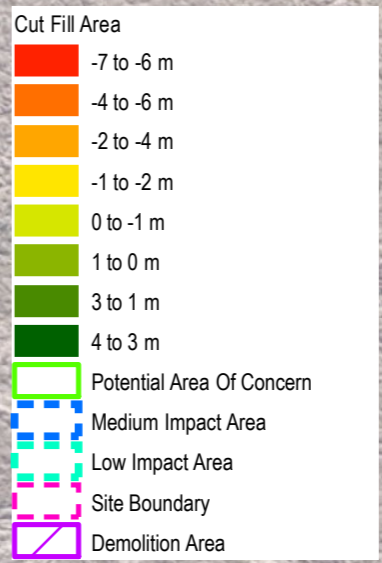 Cut Fill Area
-7 to -6 m
-4 to -6 m
-2 to -4 m
-1 to -2 m
0 to -1 m
1 to 0 m
3 to 1 m
4 to 3 m
Potential Area Of Concern
Medium Impact Area
Low Impact Area
Site Boundary
Demolition Area